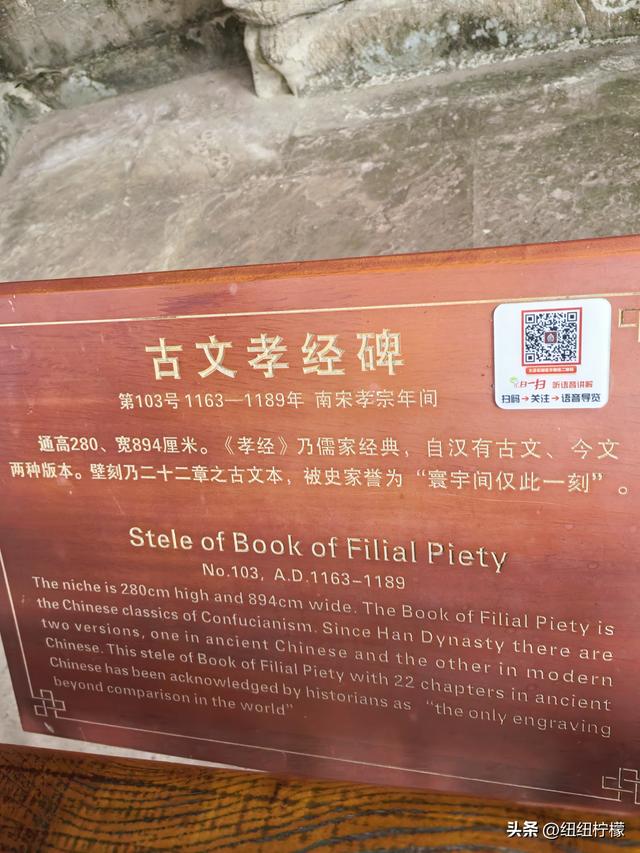 古文孝经碑
第103号 1163—1189年 南宋孝宗年间
通高280、宽894厘米。《孝经》乃儒家经典，自汉有古文、今文
两种版本。壁刻乃二十二章之古文本，被史家誉为“寰宇间仅此一刻”。
扫一扫 听语音讲解
扫码→关注→语音导览
Stele of Book of Filial Piety
No.103, A.D.1163-1189
The niche is 280cm high and 894cm wide. The Book of Filial Piety is
the Chinese classics of Confucianism. Since Han Dynasty there are
two versions, one in ancient Chinese and the other in modern
Chinese. This stele of Book of Filial Piety with 22 chapters in ancient
Chinese has been acknowledged by historians as “the only engraving
beyond comparison in the world”
头条 @纽纽柠檬